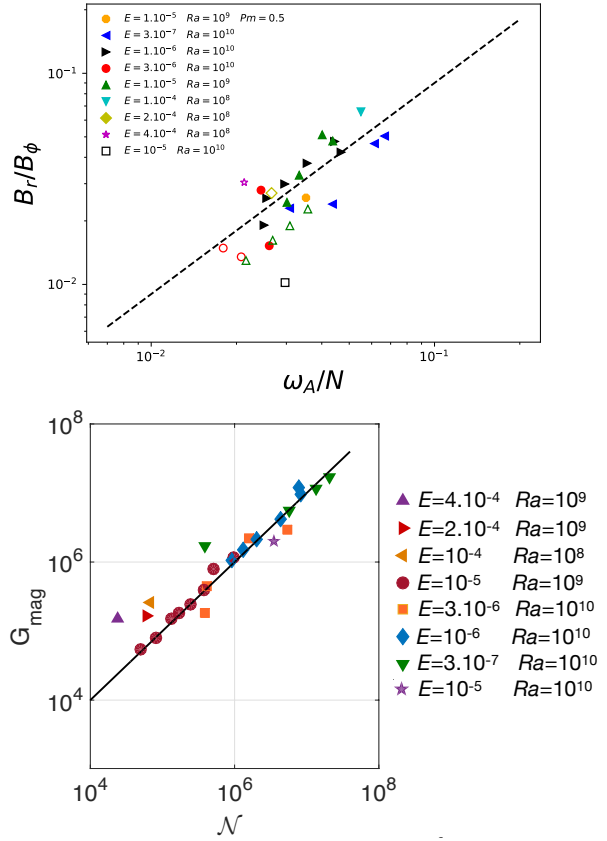 10⁻¹
10⁻²
B_r/B_ϕ
E = 1.10⁻⁵ Ra = 10⁹ Pm = 0.5
E = 3.10⁻⁷ Ra = 10¹⁰
E = 1.10⁻⁶ Ra = 10¹⁰
E = 3.10⁻⁶ Ra = 10¹⁰
E = 1.10⁻⁵ Ra = 10⁹
E = 1.10⁻⁴ Ra = 10⁸
E = 2.10⁻⁴ Ra = 10⁸
E = 4.10⁻⁴ Ra = 10⁸
E = 10⁻⁵ Ra = 10¹⁰
10⁻² 10⁻¹
ω_A/N
10⁸
10⁶
10⁴
G_mag
10⁴ 10⁶ 10⁸
𝒩
E=4.10⁻⁴ Ra=10⁹
E=2.10⁻⁴ Ra=10⁹
E=10⁻⁴ Ra=10⁸
E=10⁻⁵ Ra=10⁹
E=3.10⁻⁶ Ra=10¹⁰
E=10⁻⁶ Ra=10¹⁰
E=3.10⁻⁷ Ra=10¹⁰
E=10⁻⁵ Ra=10¹⁰